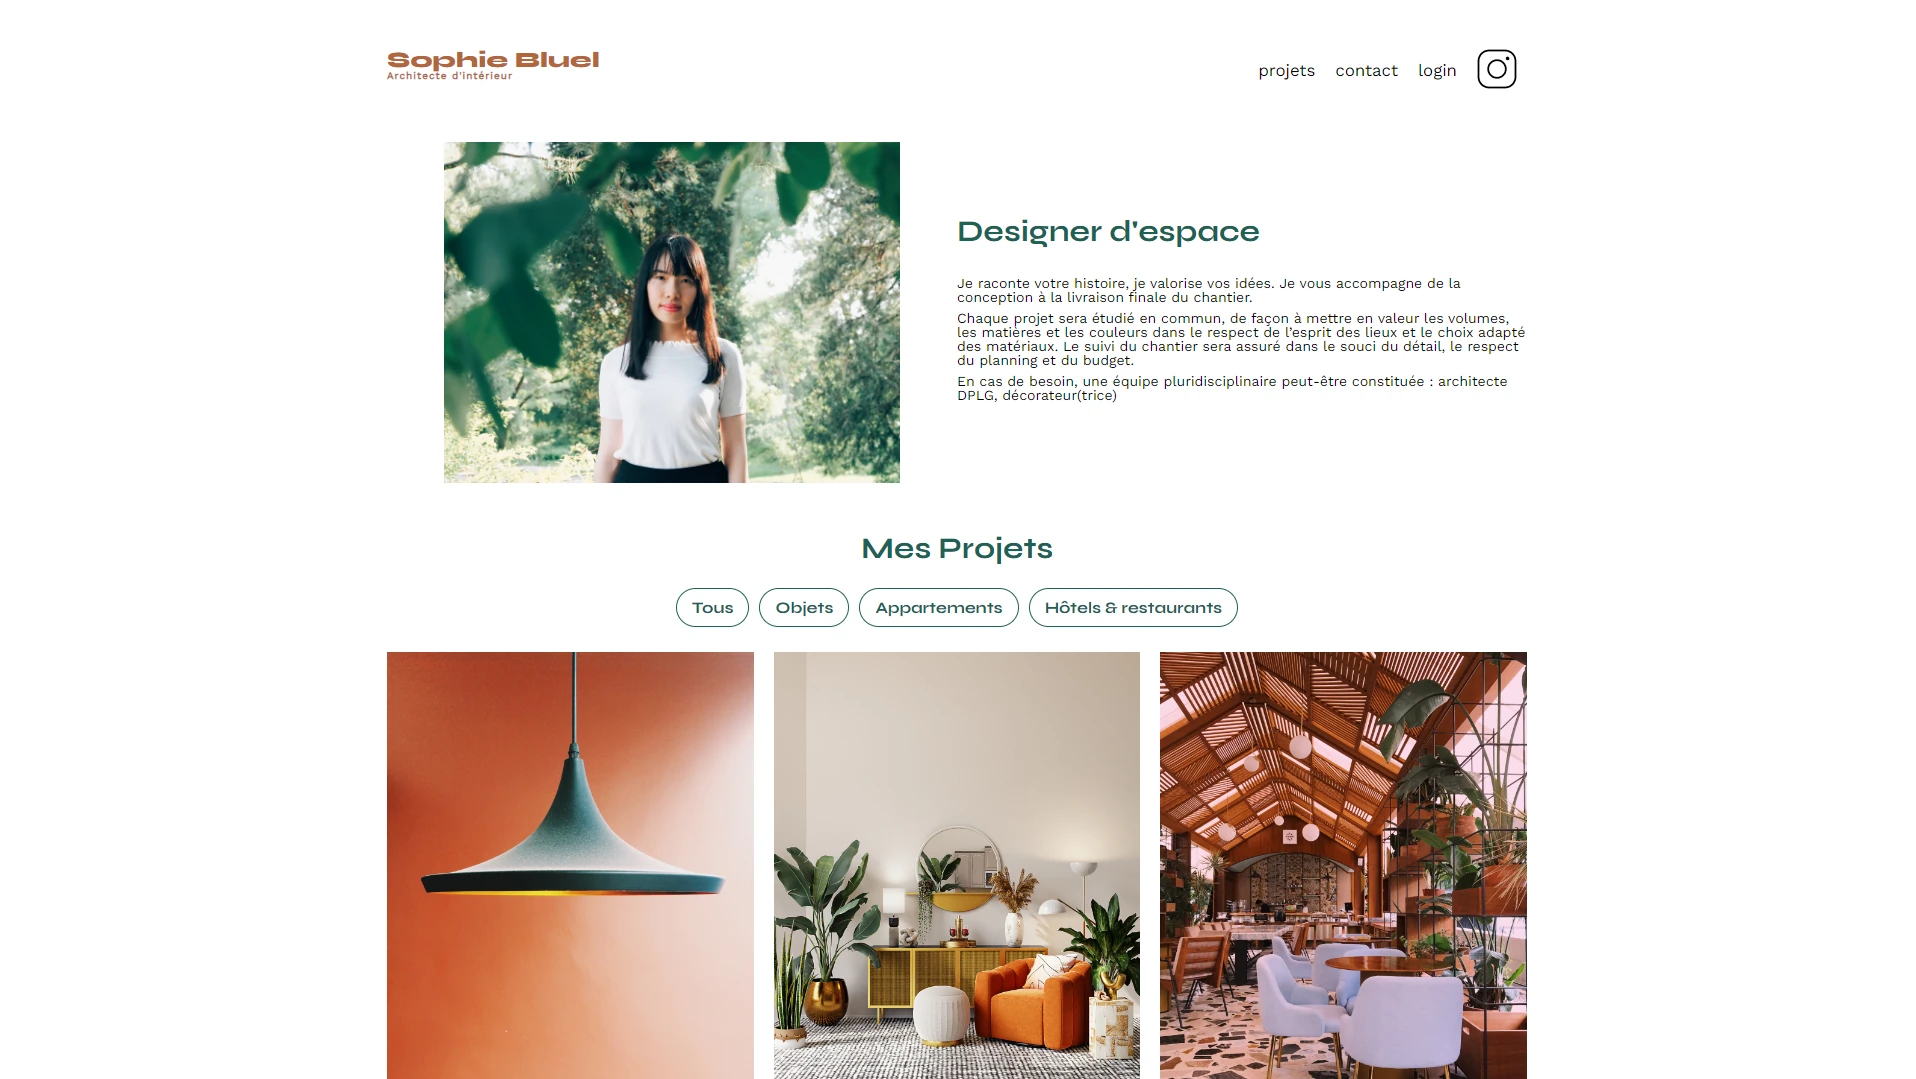 Sophie Bluel
Architecte d'intérieur
projets
contact
login
Designer d'espace
Je raconte votre histoire, je valorise vos idées. Je vous accompagne de la
conception à la livraison finale du chantier.
Chaque projet sera étudié en commun, de façon à mettre en valeur les volumes,
les matières et les couleurs dans le respect de l’esprit des lieux et le choix adapté
des matériaux. Le suivi du chantier sera assuré dans le souci du détail, le respect
du planning et du budget.
En cas de besoin, une équipe pluridisciplinaire peut-être constituée : architecte
DPLG, décorateur(trice)
Mes Projets
Tous
Objets
Appartements
Hôtels & restaurants